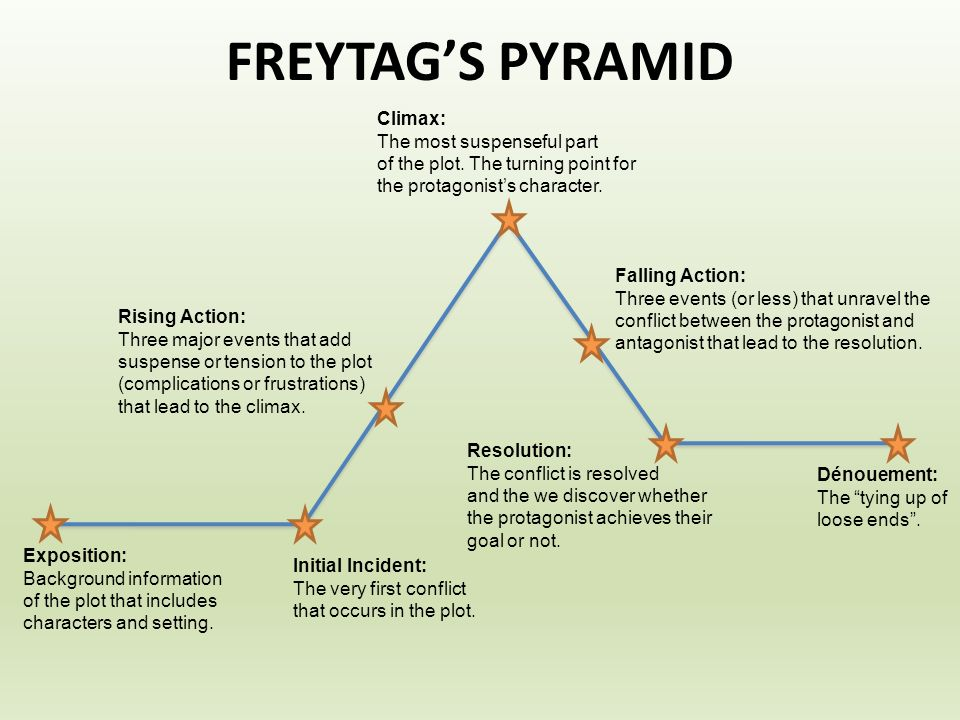 FREYTAG’S PYRAMID
Climax:
The most suspenseful part
of the plot. The turning point for
the protagonist’s character.
Falling Action:
Three events (or less) that unravel the
conflict between the protagonist and
antagonist that lead to the resolution.
Rising Action:
Three major events that add
suspense or tension to the plot
(complications or frustrations)
that lead to the climax.
Resolution:
The conflict is resolved
and the we discover whether
the protagonist achieves their
goal or not.
Dénouement:
The “tying up of
loose ends”.
Exposition:
Background information
of the plot that includes
characters and setting.
Initial Incident:
The very first conflict
that occurs in the plot.